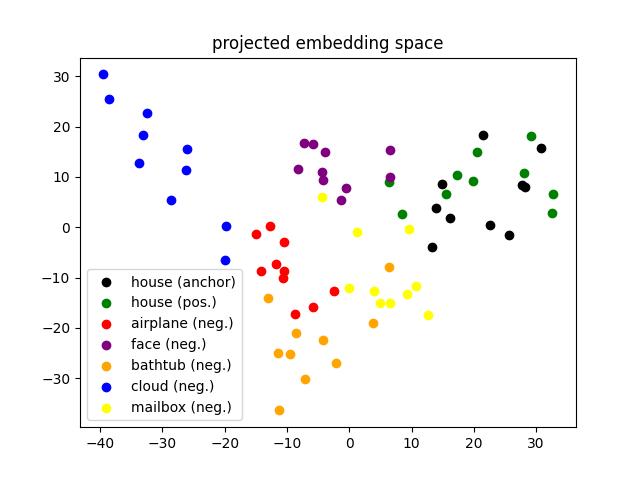 projected embedding space
30
20
10
0
−10
−20
−30
house (anchor)
house (pos.)
airplane (neg.)
face (neg.)
bathtub (neg.)
cloud (neg.)
mailbox (neg.)
−40 −30 −20 −10 0 10 20 30